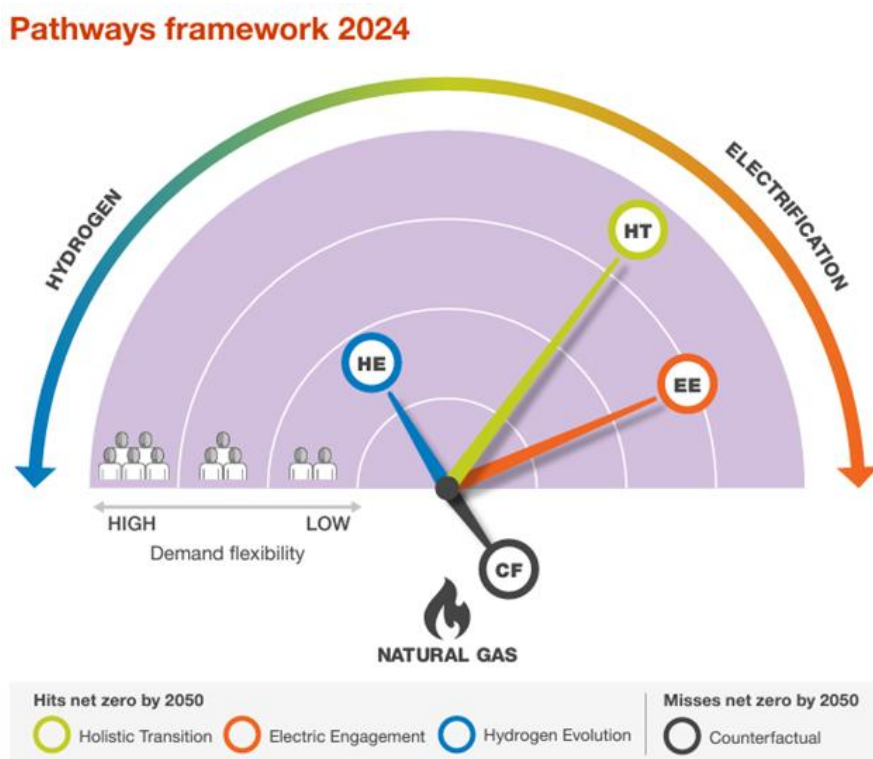 Pathways framework 2024
HYDROGEN
ELECTRIFICATION
HT
HE
EE
HIGH
LOW
Demand flexibility
CF
NATURAL GAS
Hits net zero by 2050
Misses net zero by 2050
Holistic Transition
Electric Engagement
Hydrogen Evolution
Counterfactual